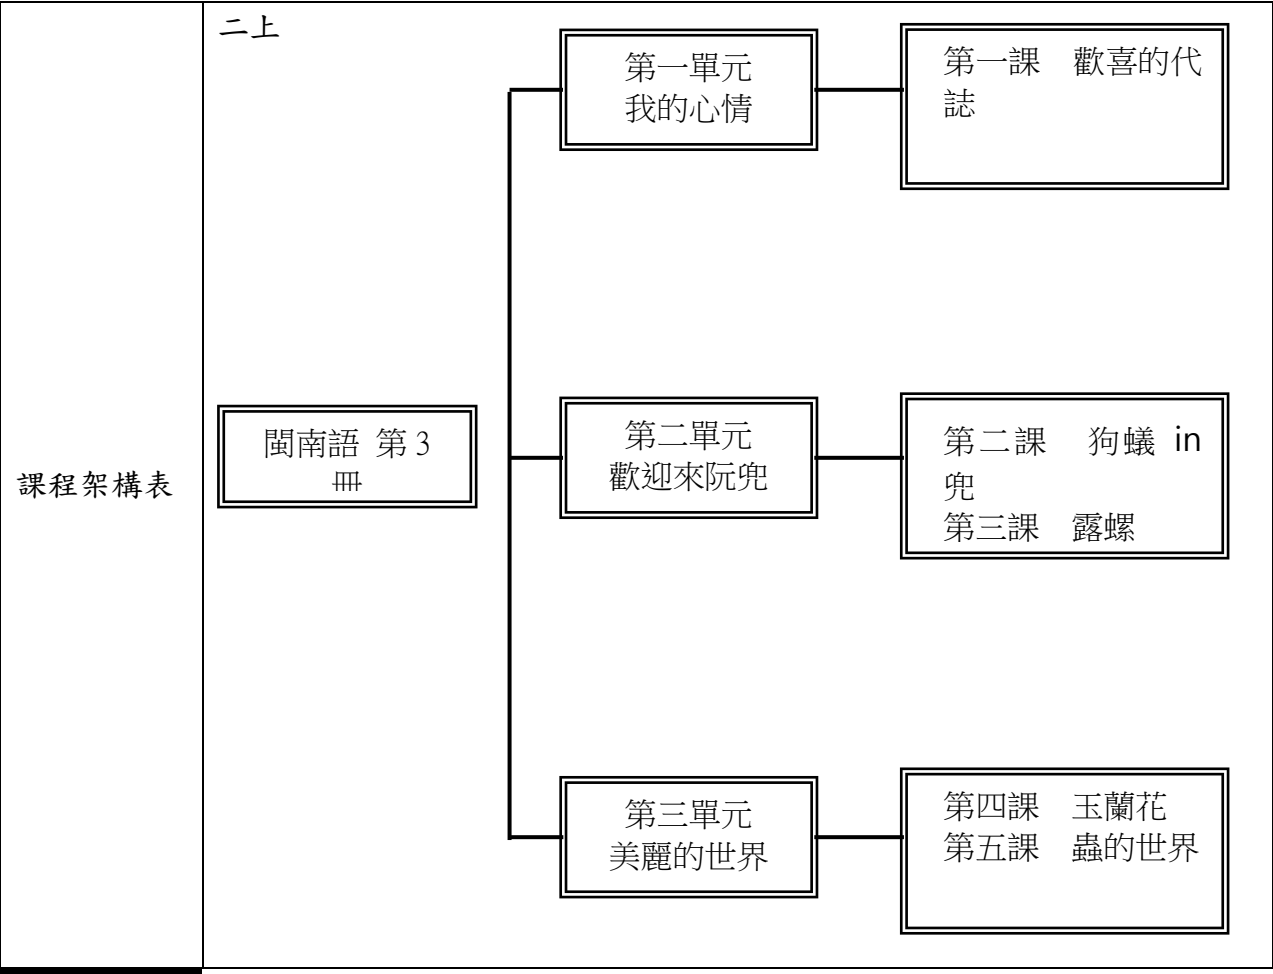 課程架構表
二上
閩南語 第 3
冊
第一單元
我的心情
第一課 歡喜的代
誌
第二單元
歡迎來阮兜
第二課 狗蟻 in
兜
第三課 露螺
第三單元
美麗的世界
第四課 玉蘭花
第五課 蟲的世界